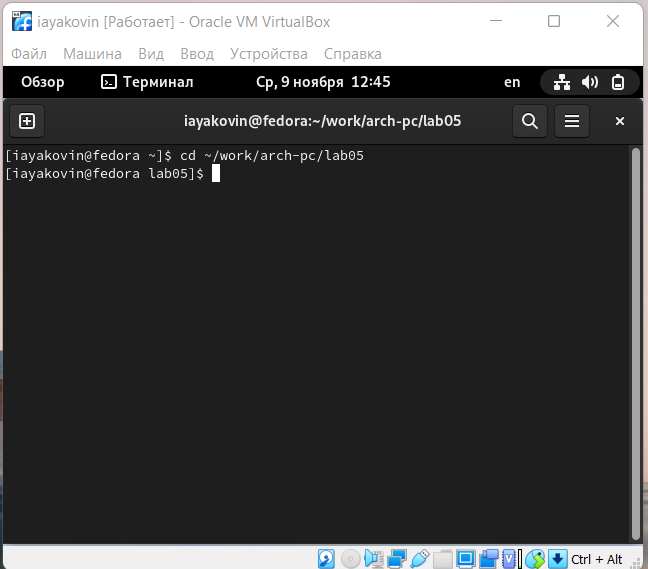 iayakovin [Работает] - Oracle VM VirtualBox
Файл Машина Вид Ввод Устройства Справка
Обзор Терминал Ср, 9 ноября 12:45 en
iayakovin@fedora:~/work/arch-pc/lab05
[iayakovin@fedora ~]$ cd ~/work/arch-pc/lab05
[iayakovin@fedora lab05]$
Ctrl + Alt